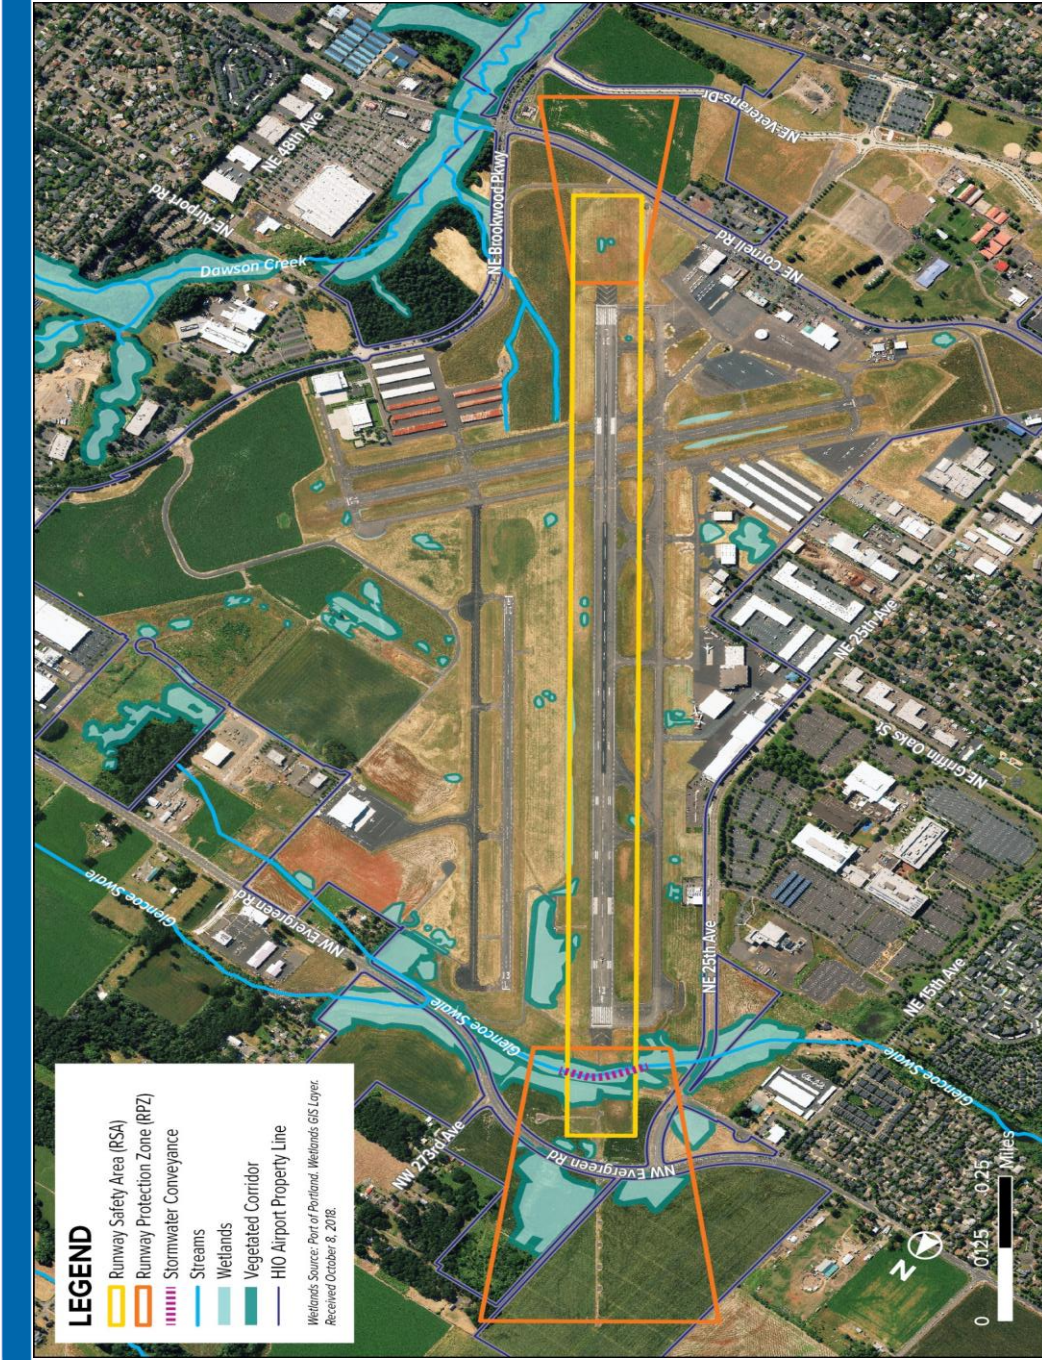 LEGEND
Runway Safety Area (RSA)
Runway Protection Zone (RPZ)
Stormwater Conveyance
Streams
Wetlands
Vegetated Corridor
HIO Airport Property Line
Wetlands Source: Port of Portland. Wetlands GIS Layer.
Received October 8, 2018.
NW 273rd Ave
NW Evergreen Rd
NW Evergreen Rd
Glencoe Swale
Glencoe Swale
Glencoe Swale
NE 15th Ave
NE 25th Ave
NE 25th Ave
NE Griffin Oaks St
NE Airport Rd
NE 48th Ave
Dawson Creek
NE Brookwood Pkwy
NE Cornell Rd
NE Veterans Dr
N
0 0.125 0.25
Miles